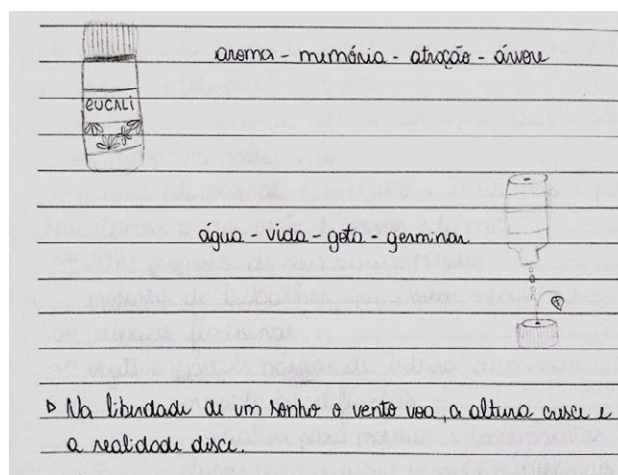 aroma - memória - atração - árvore
EUCALI
água - vida - gota - germinar
▷ Na liberdade de um sonho o vento voa, a altura cresce e
a realidade desce.